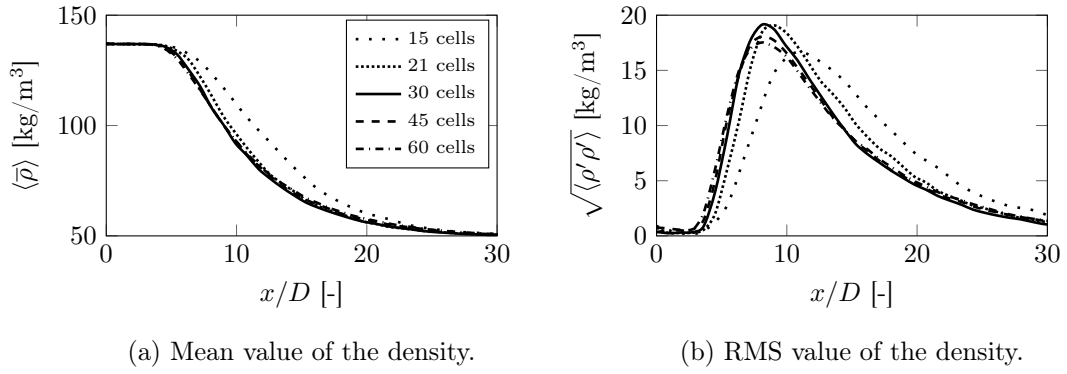 150
100
50
⟨ρ̅⟩ [kg/m³]
15 cells
21 cells
30 cells
45 cells
60 cells
0 10 20 30
x/D [-]
(a) Mean value of the density.
20
15
10
5
0
√⟨ρ′ρ′⟩ [kg/m³]
0 10 20 30
x/D [-]
(b) RMS value of the density.